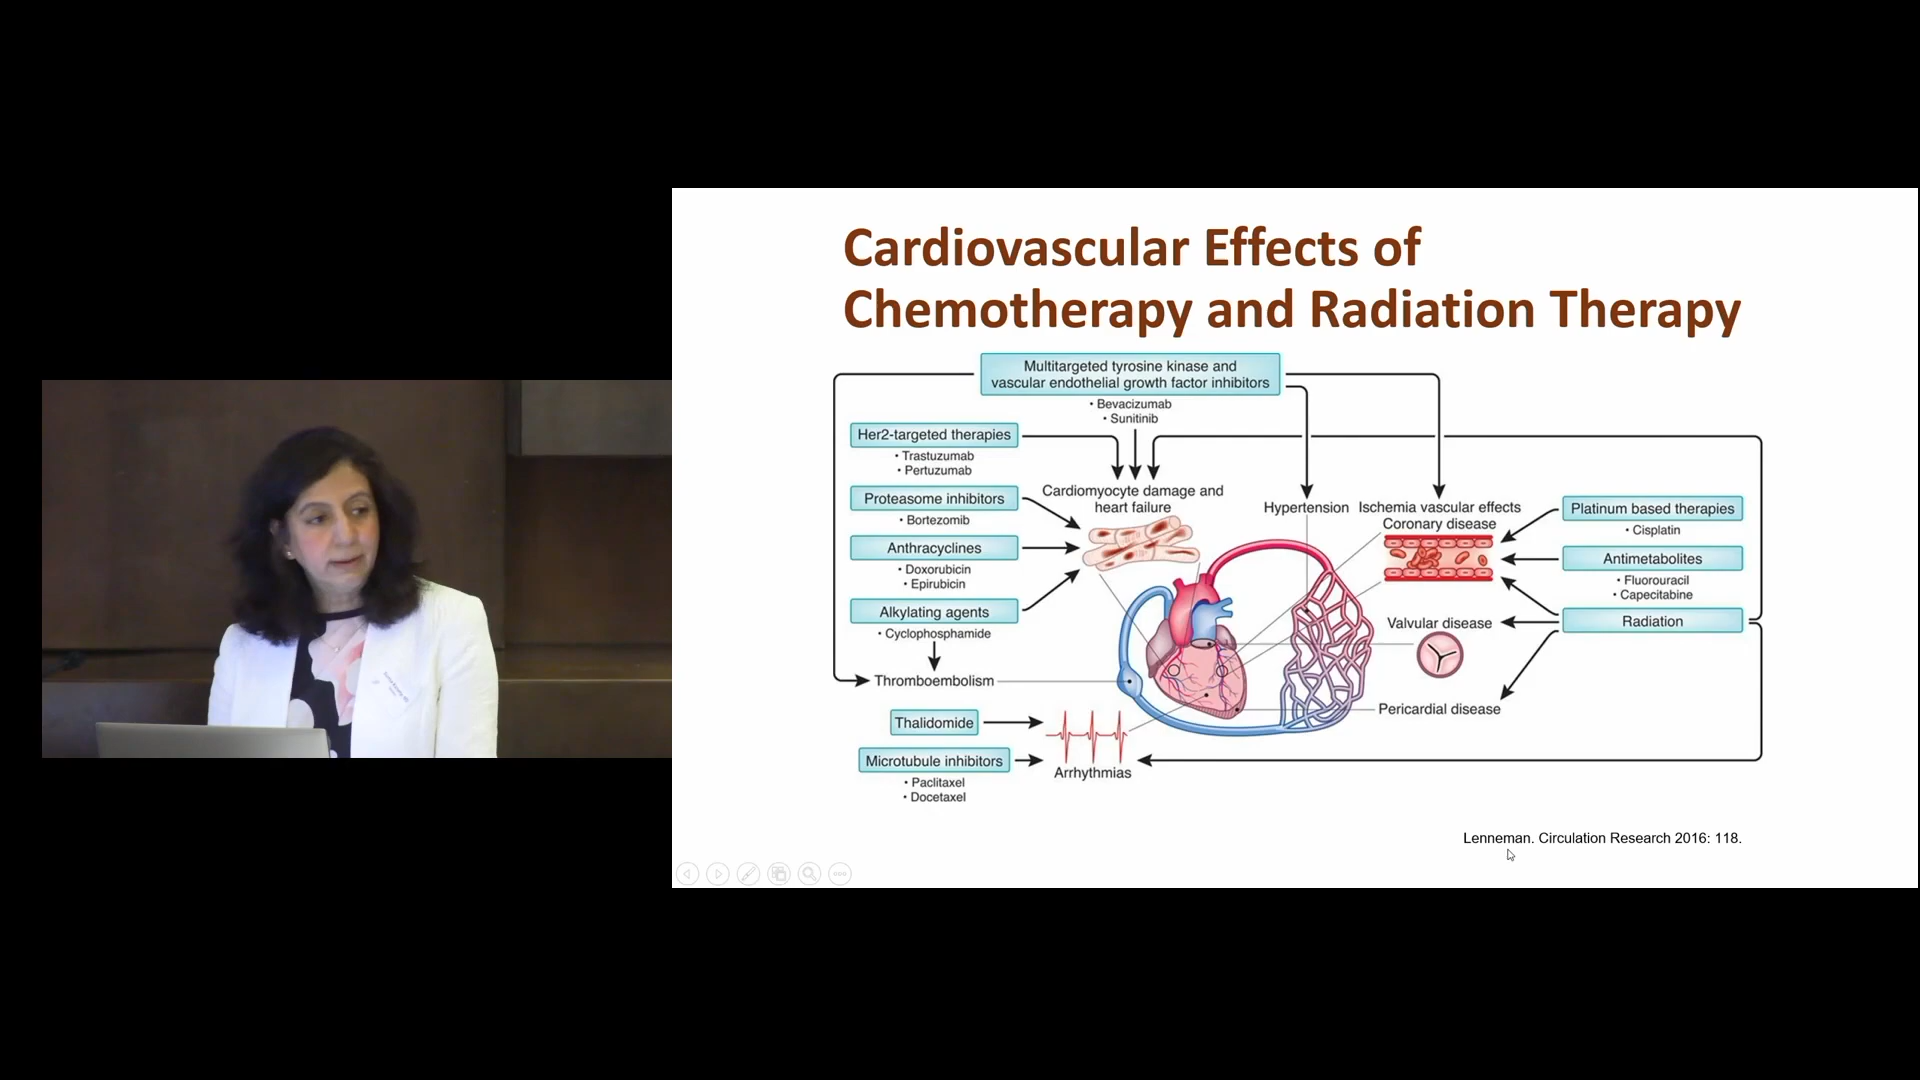 Cardiovascular Effects of
Chemotherapy and Radiation Therapy
Multitargeted tyrosine kinase and
vascular endothelial growth factor inhibitors
• Bevacizumab
• Sunitinib
Her2-targeted therapies
• Trastuzumab
• Pertuzumab
Proteasome inhibitors
• Bortezomib
Anthracyclines
• Doxorubicin
• Epirubicin
Alkylating agents
• Cyclophosphamide
Thromboembolism
Thalidomide
Microtubule inhibitors
• Paclitaxel
• Docetaxel
Cardiomyocyte damage and
heart failure
Arrhythmias
Hypertension
Ischemia vascular effects
Coronary disease
Valvular disease
Pericardial disease
Platinum based therapies
• Cisplatin
Antimetabolites
• Fluorouracil
• Capecitabine
Radiation
Lenneman. Circulation Research 2016: 118.